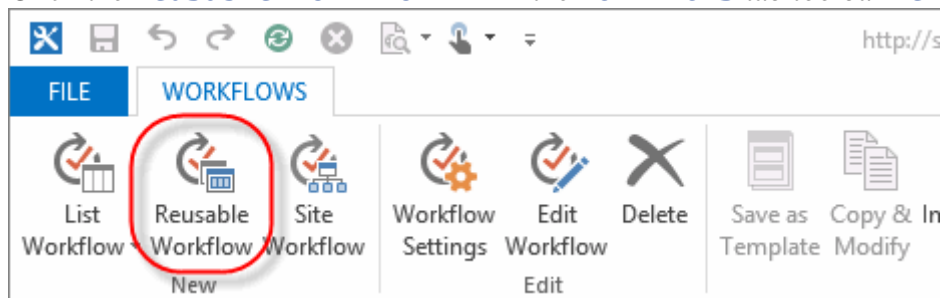 http://s
FILE WORKFLOWS
List Reusable Site Workflow Edit Delete Save as Copy & In
Workflow Workflow Workflow Settings Workflow Template Modify
New Edit